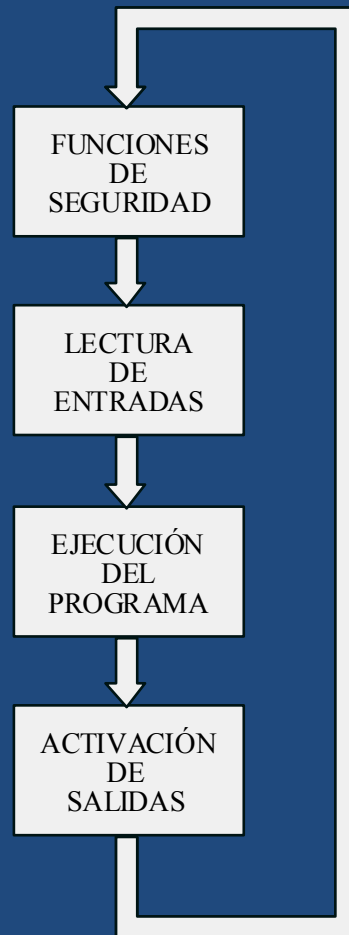 FUNCIONES
DE
SEGURIDAD
LECTURA
DE
ENTRADAS
EJECUCIÓN
DEL
PROGRAMA
ACTIVACIÓN
DE
SALIDAS